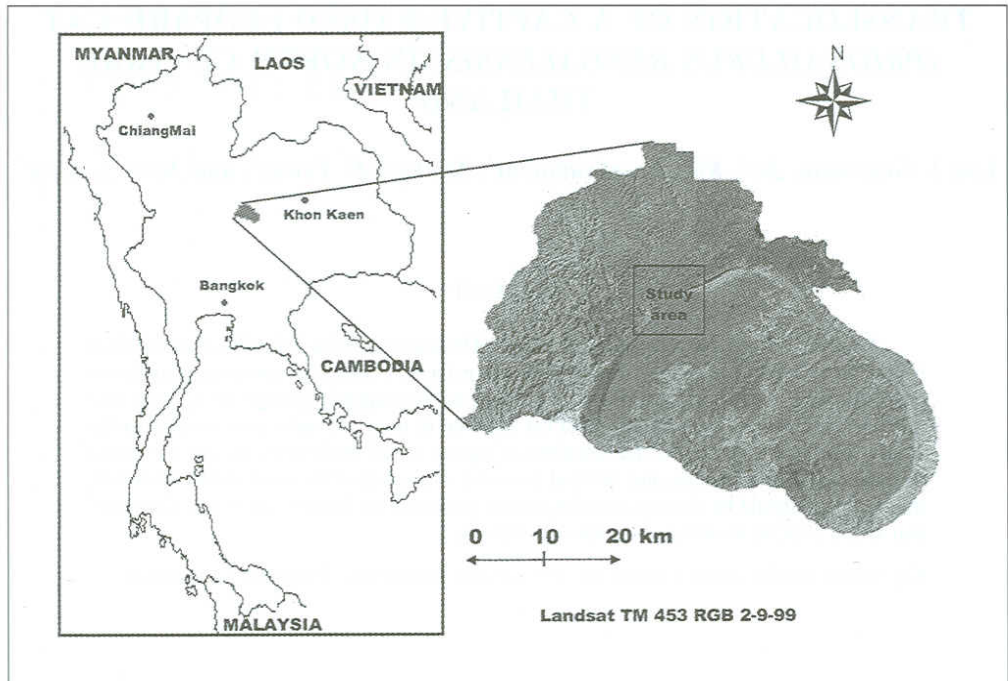 MYANMAR
LAOS
VIETNAM
ChiangMai
Khon Kaen
Bangkok
CAMBODIA
MALAYSIA
N
Study
area
0 10 20 km
Landsat TM 453 RGB 2-9-99